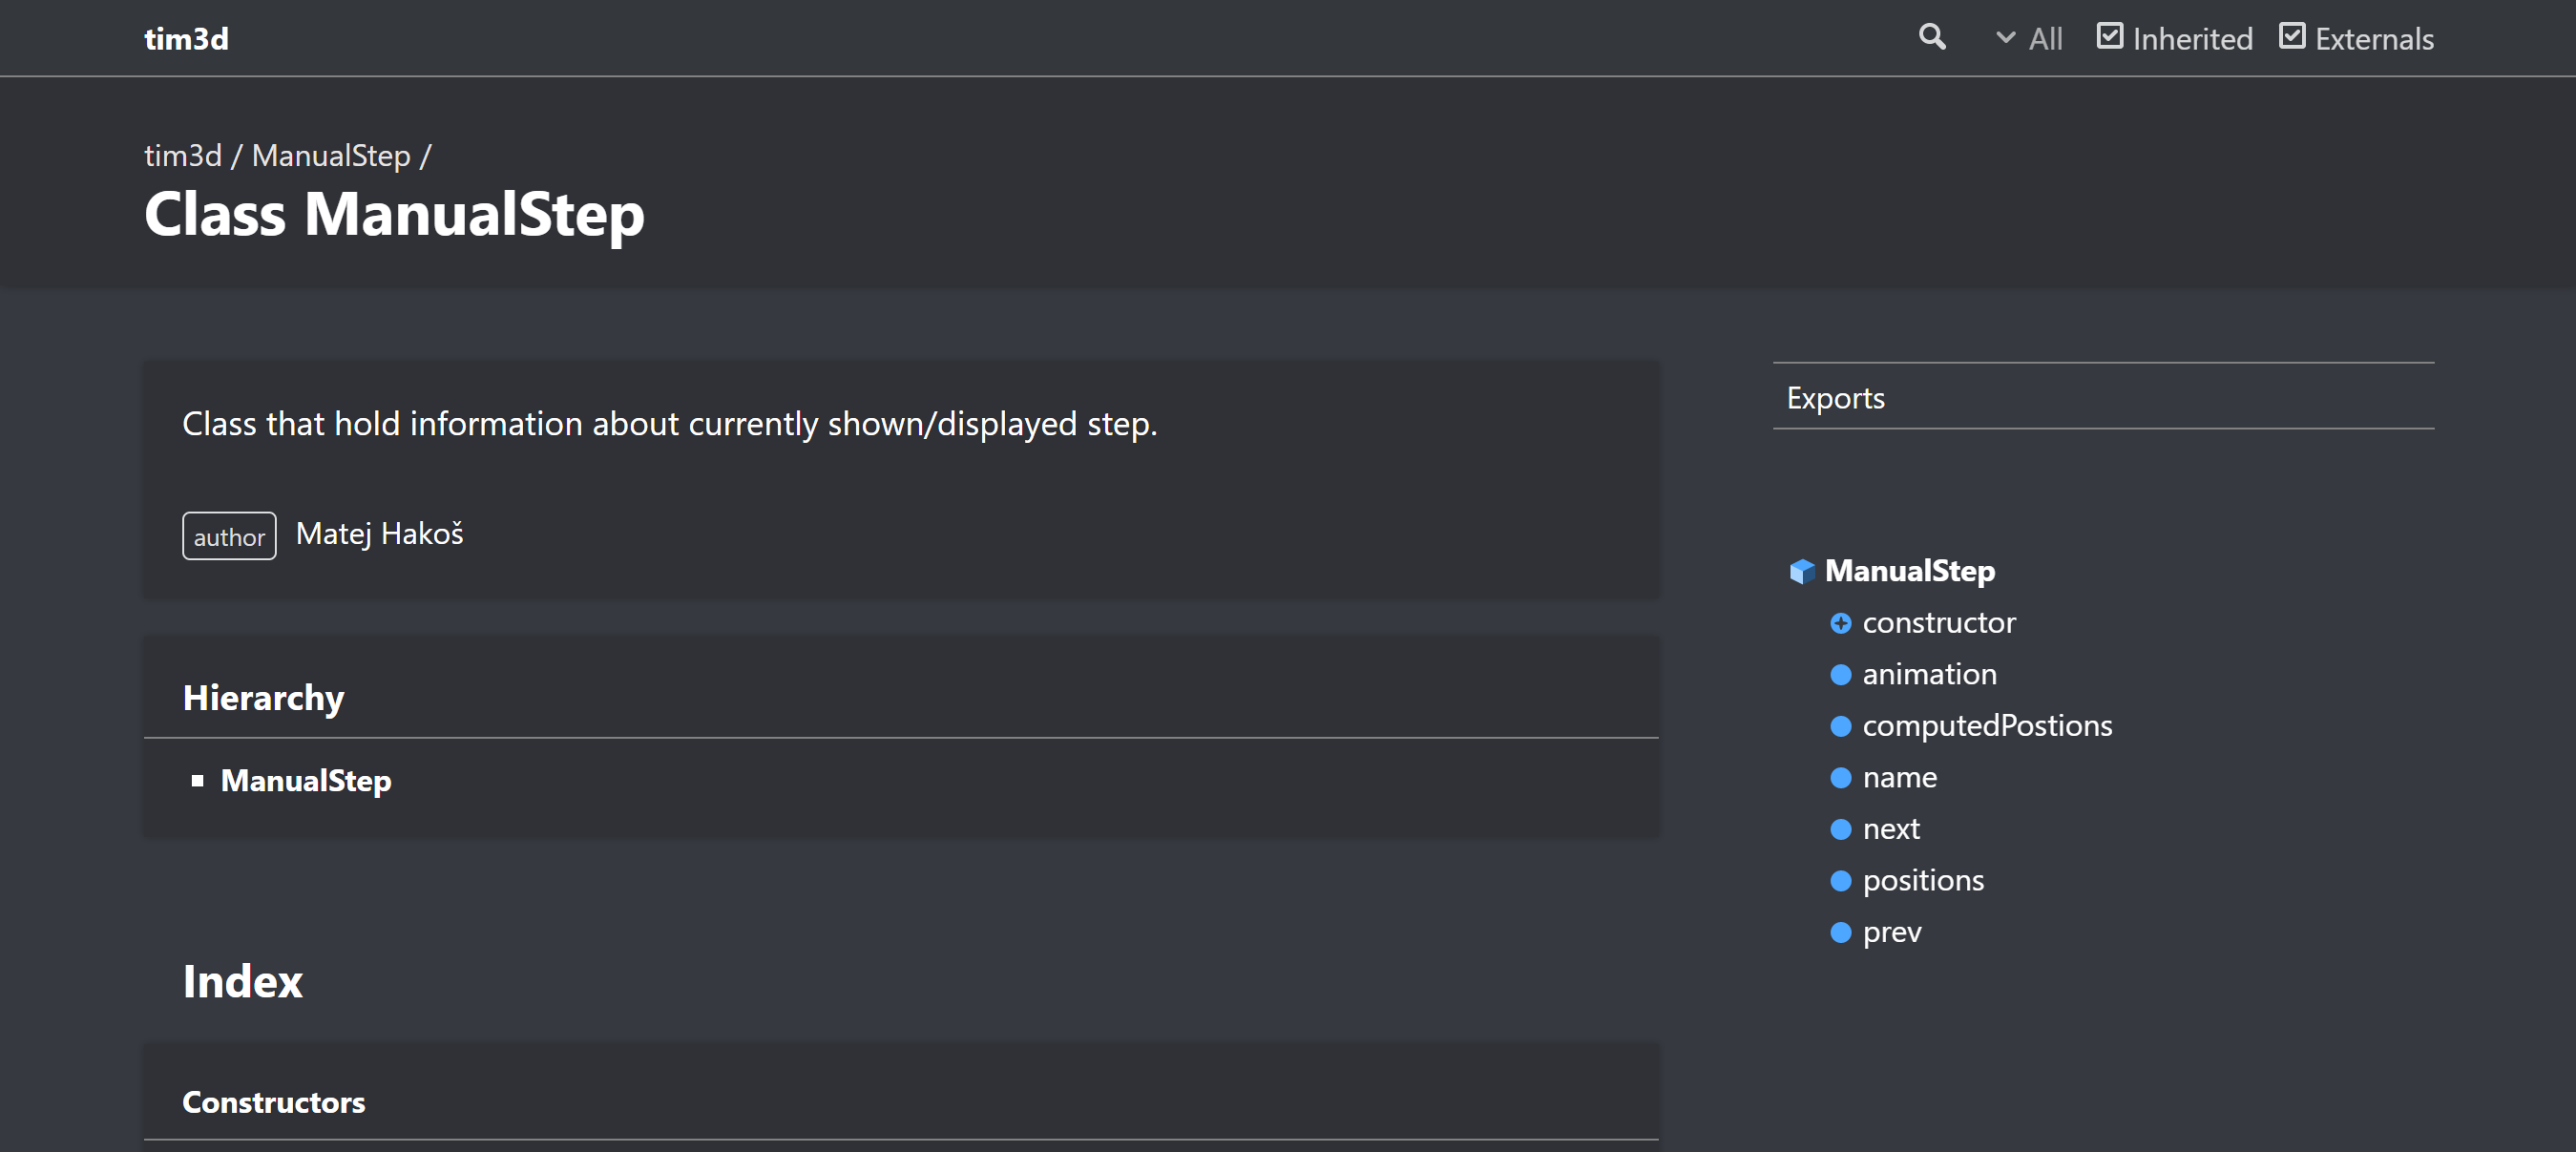 tim3d
All
Inherited
Externals
tim3d / ManualStep /
Class ManualStep
Class that hold information about currently shown/displayed step.
author Matej Hakoš
Hierarchy
ManualStep
Index
Constructors
Exports
ManualStep
constructor
animation
computedPostions
name
next
positions
prev